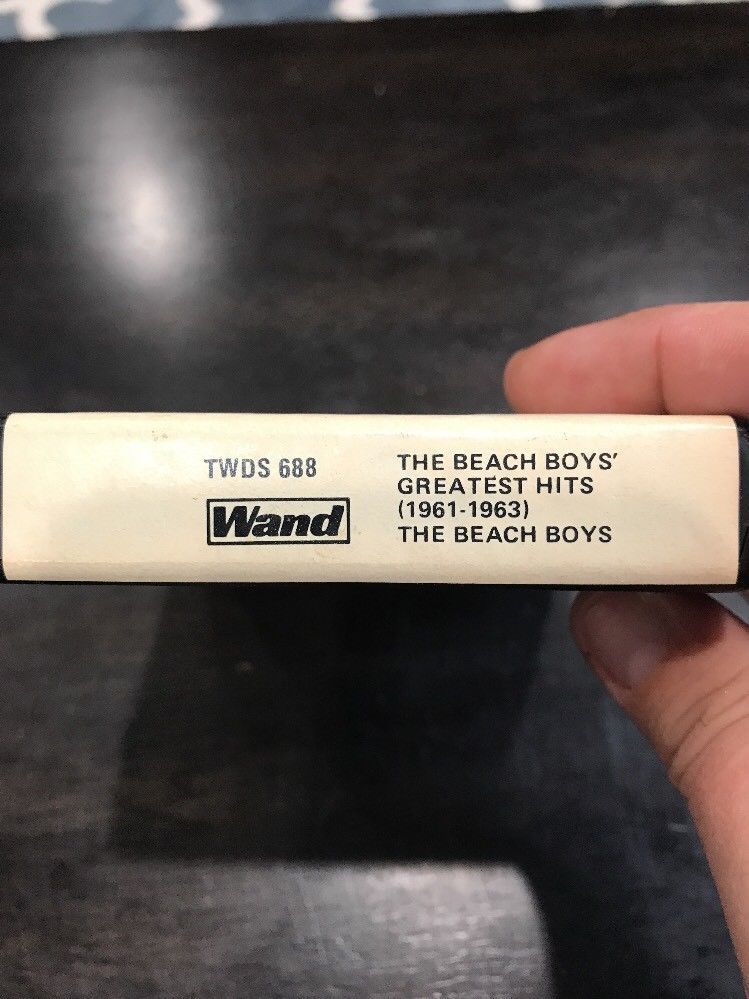 TWDS 688
Wand
THE BEACH BOYS'
GREATEST HITS
(1961-1963)
THE BEACH BOYS